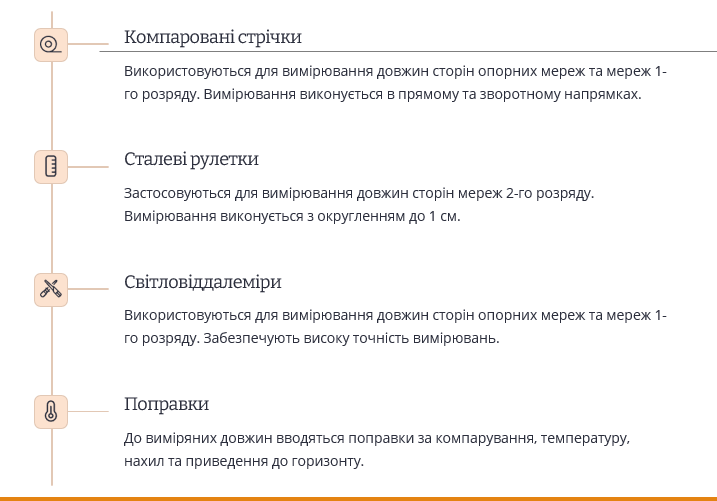 Компаровані стрічки
Використовуються для вимірювання довжин сторін опорних мереж та мереж 1-
го розряду. Вимірювання виконується в прямому та зворотному напрямках.
Сталеві рулетки
Застосовуються для вимірювання довжин сторін мереж 2-го розряду.
Вимірювання виконується з округленням до 1 см.
Світловіддалеміри
Використовуються для вимірювання довжин сторін опорних мереж та мереж 1-
го розряду. Забезпечують високу точність вимірювань.
Поправки
До виміряних довжин вводяться поправки за компарування, температуру,
нахил та приведення до горизонту.